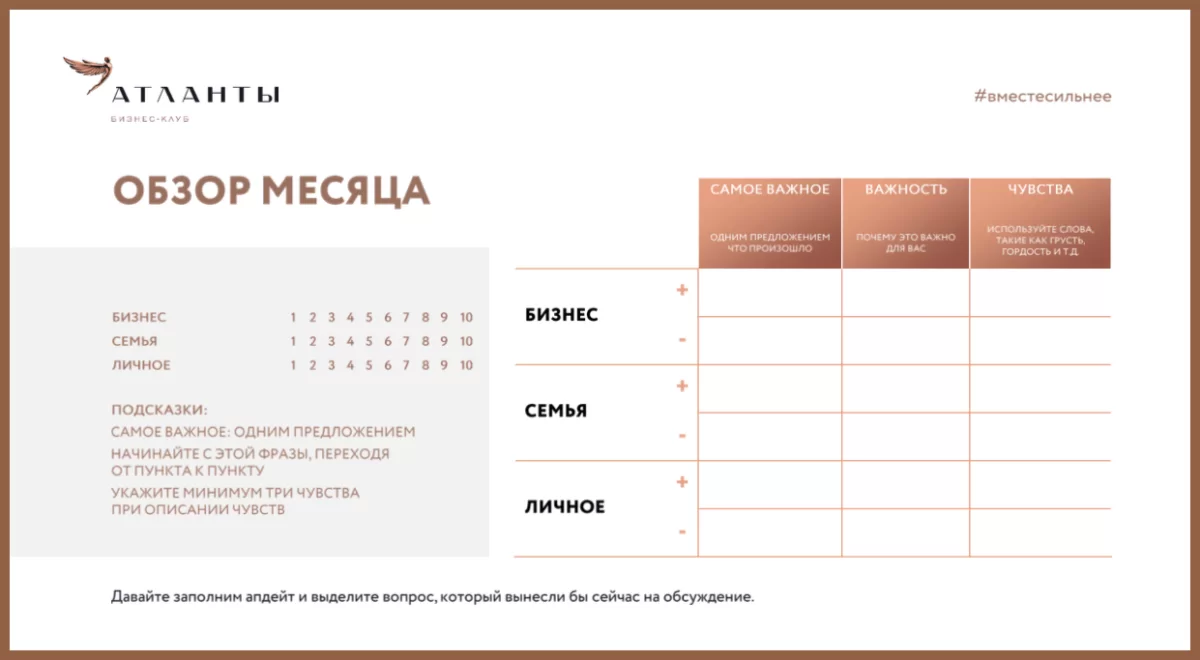 АТЛАНТЫ
БИЗНЕС-КЛУБ
#вместесильнее
ОБЗОР МЕСЯЦА
БИЗНЕС 1 2 3 4 5 6 7 8 9 10
СЕМЬЯ 1 2 3 4 5 6 7 8 9 10
ЛИЧНОЕ 1 2 3 4 5 6 7 8 9 10
ПОДСКАЗКИ:
САМОЕ ВАЖНОЕ: ОДНИМ ПРЕДЛОЖЕНИЕМ
НАЧИНАЙТЕ С ЭТОЙ ФРАЗЫ, ПЕРЕХОДЯ
ОТ ПУНКТА К ПУНКТУ
УКАЖИТЕ МИНИМУМ ТРИ ЧУВСТВА
ПРИ ОПИСАНИИ ЧУВСТВ
САМОЕ ВАЖНОЕ
ОДНИМ ПРЕДЛОЖЕНИЕМ
ЧТО ПРОИЗОШЛО
ВАЖНОСТЬ
ПОЧЕМУ ЭТО ВАЖНО
ДЛЯ ВАС
ЧУВСТВА
ИСПОЛЬЗУЙТЕ СЛОВА,
ТАКИЕ КАК ГРУСТЬ,
ГОРДОСТЬ И Т.Д.
+
БИЗНЕС
-
+
СЕМЬЯ
-
+
ЛИЧНОЕ
-
Давайте заполним апдейт и выделите вопрос, который вынесли бы сейчас на обсуждение.